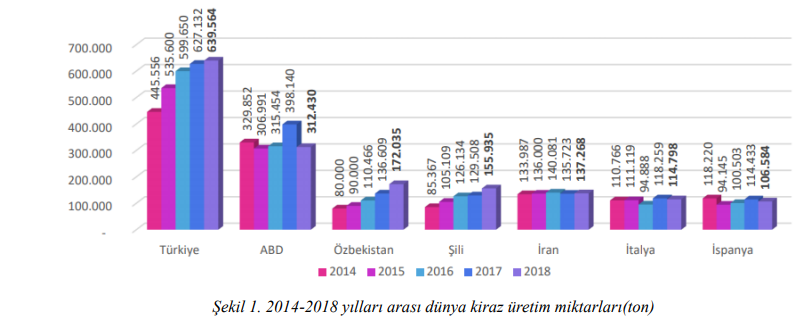 700.000
600.000
500.000
400.000
300.000
200.000
100.000
-
445.556 535.600 599.650 627.132 639.564
329.852 306.991 315.454 398.140 312.430
80.000 90.000 110.466 136.609 172.035
85.367 105.109 126.134 129.508 155.935
133.987 136.000 140.081 135.723 137.268
110.766 111.119 94.888 118.259 114.798
118.220 94.145 100.503 114.433 106.584
Türkiye ABD Özbekistan Şili İran İtalya İspanya
2014 2015 2016 2017 2018
Şekil 1. 2014-2018 yılları arası dünya kiraz üretim miktarları(ton)